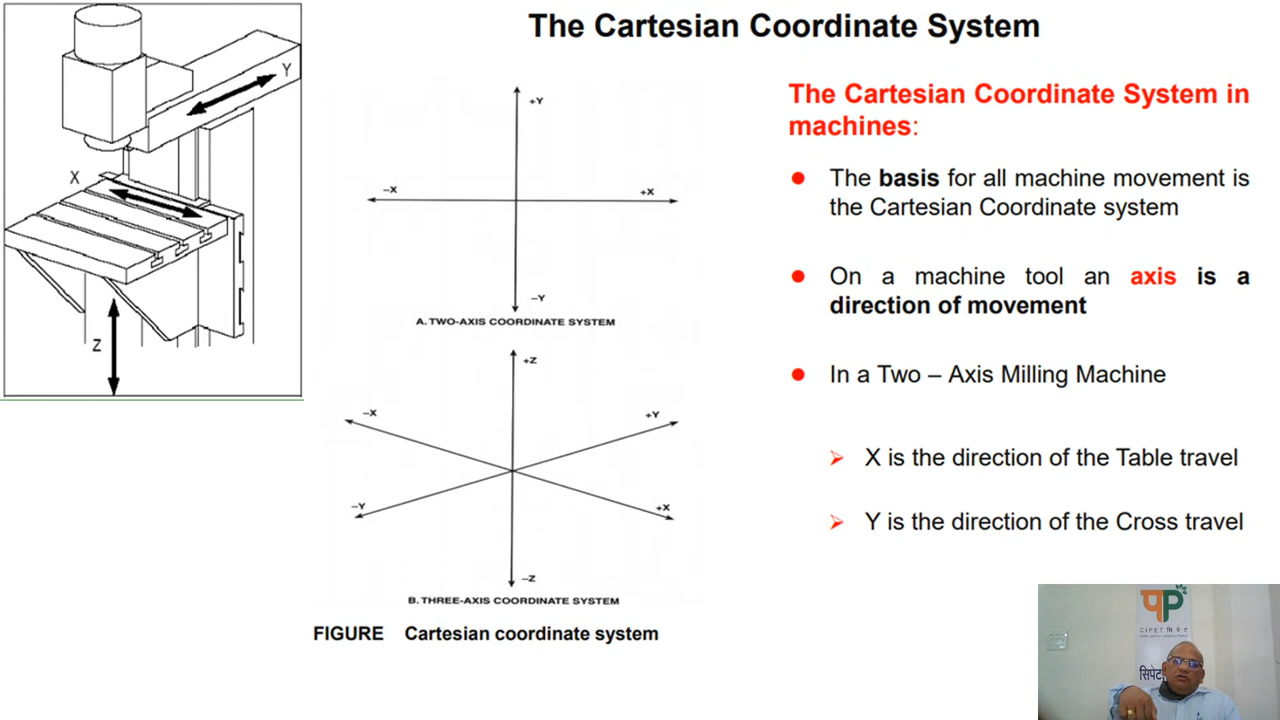 The Cartesian Coordinate System
Y
X
Z
+Y
−X
+X
−Y
A. TWO-AXIS COORDINATE SYSTEM
+Z
−X
+Y
−Y
+X
−Z
B. THREE-AXIS COORDINATE SYSTEM
FIGURE Cartesian coordinate system
The Cartesian Coordinate System in
machines:
The basis for all machine movement is
the Cartesian Coordinate system
On a machine tool an axis is a
direction of movement
In a Two – Axis Milling Machine
X is the direction of the Table travel
Y is the direction of the Cross travel
CIPET सिपेट
सिपेट